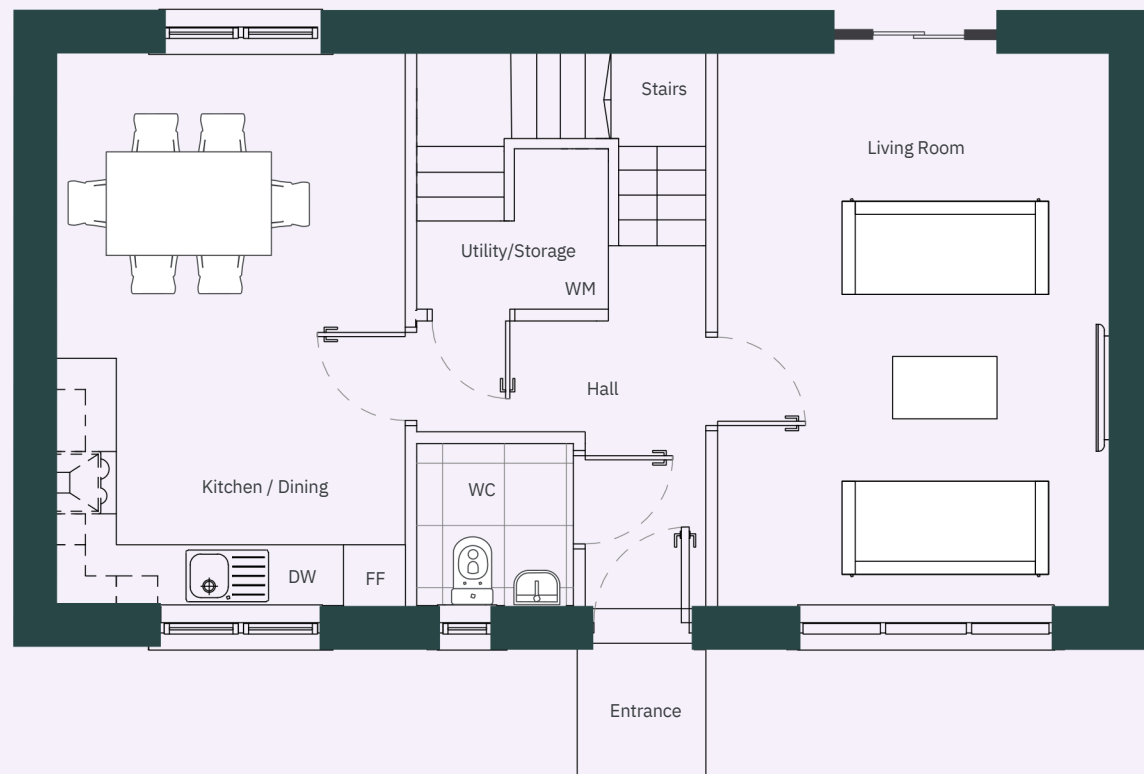 Stairs
Living Room
Utility/Storage
WM
Hall
Kitchen / Dining
WC
DW
FF
Entrance